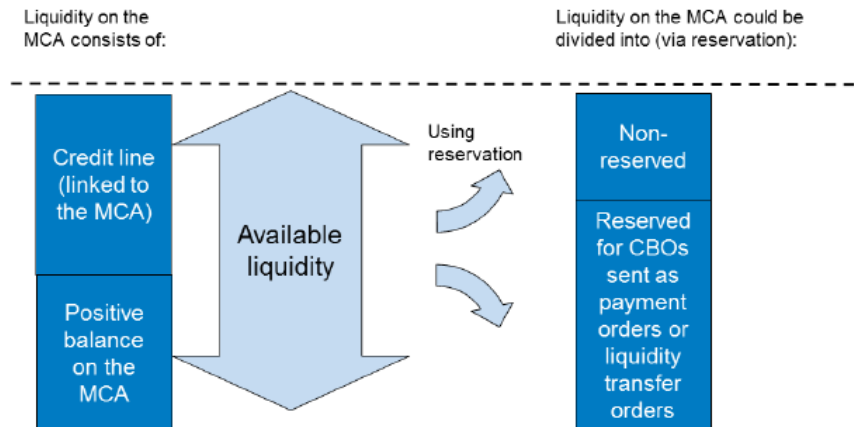 Liquidity on the
MCA consists of:
Liquidity on the MCA could be
divided into (via reservation):
Credit line
(linked to
the MCA)
Positive
balance
on the
MCA
Available
liquidity
Using
reservation
Non-
reserved
Reserved
for CBOs
sent as
payment
orders or
liquidity
transfer
orders